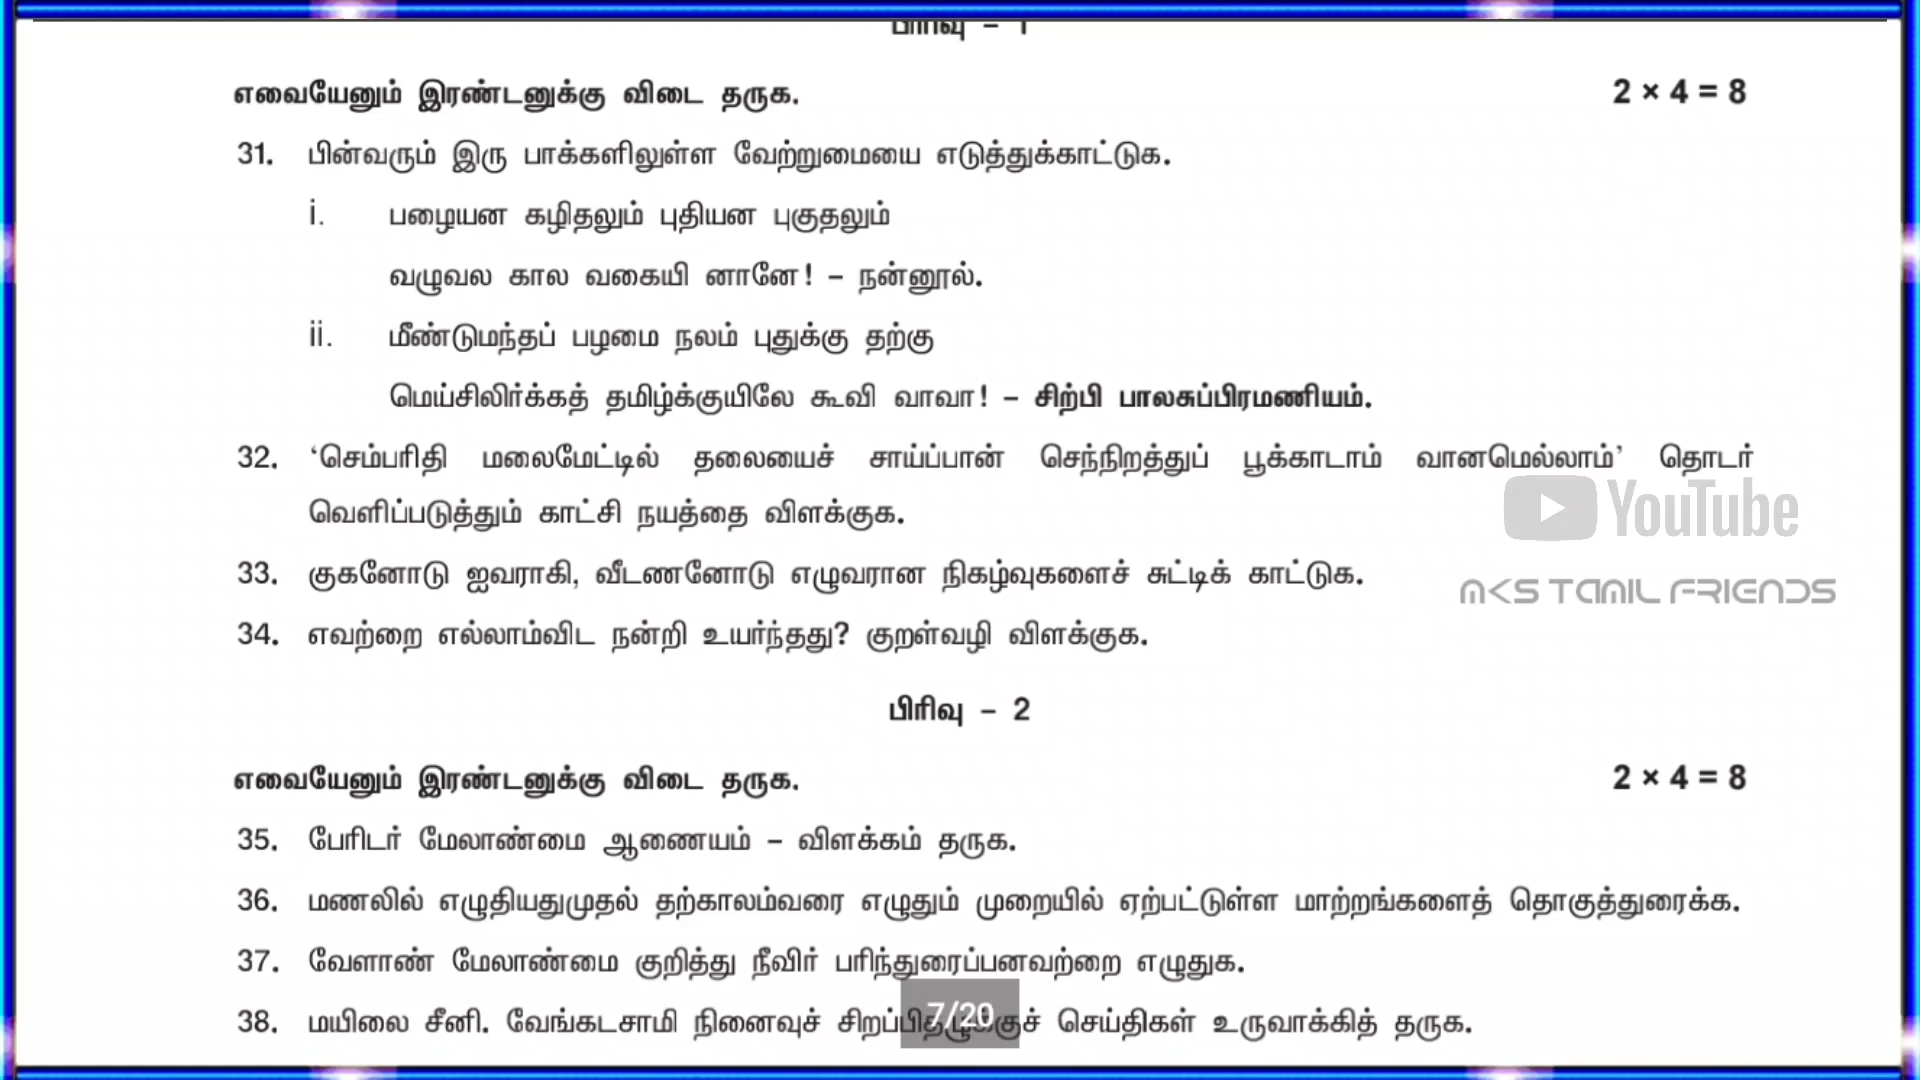 பிரிவு – 1
எவையேனும் இரண்டனுக்கு விடை தருக. 2 × 4 = 8
31. பின்வரும் இரு பாக்களிலுள்ள வேற்றுமையை எடுத்துக்காட்டுக.
i. பழையன கழிதலும் புதியன புகுதலும்
வழுவல கால வகையி னானே! – நன்னூல்.
ii. மீண்டுமந்தப் பழமை நலம் புதுக்கு தற்கு
மெய்சிலிர்க்கத் தமிழ்க்குயிலே கூவி வாவா! – சிற்பி பாலசுப்பிரமணியம்.
32. ‘செம்பரிதி மலைமேட்டில் தலையைச் சாய்ப்பான் செந்நிறத்துப் பூக்காடாம் வானமெல்லாம்’ தொடர்
வெளிப்படுத்தும் காட்சி நயத்தை விளக்குக.
YouTube
33. குகனோடு ஐவராகி, வீடணனோடு எழுவரான நிகழ்வுகளைச் சுட்டிக் காட்டுக.
MKS TAMIL FRIENDS
34. எவற்றை எல்லாம்விட நன்றி உயர்ந்தது? குறள்வழி விளக்குக.
பிரிவு – 2
எவையேனும் இரண்டனுக்கு விடை தருக. 2 × 4 = 8
35. பேரிடர் மேலாண்மை ஆணையம் – விளக்கம் தருக.
36. மணலில் எழுதியதுமுதல் தற்காலம்வரை எழுதும் முறையில் ஏற்பட்டுள்ள மாற்றங்களைத் தொகுத்துரைக்க.
37. வேளாண் மேலாண்மை குறித்து நீவிர் பரிந்துரைப்பனவற்றை எழுதுக.
38. மயிலை சீனி. வேங்கடசாமி நினைவுச் சிறப்பிதழுக்குச் செய்திகள் உருவாக்கித் தருக.
7/20